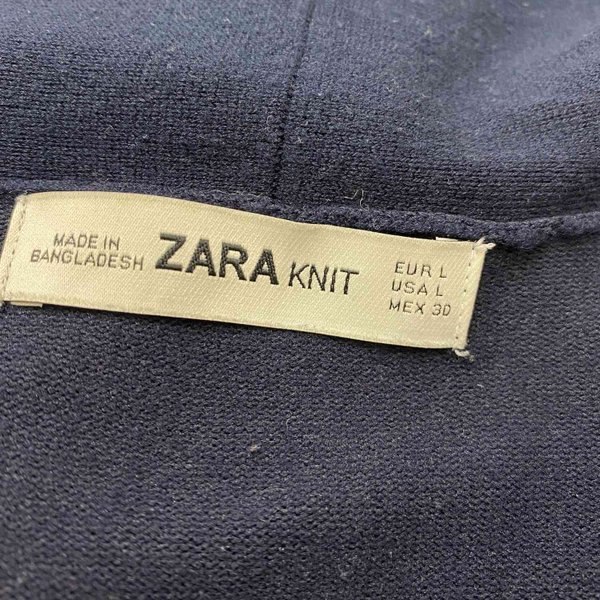 MADE IN
BANGLADESH
ZARA KNIT
EUR L
USA L
MEX 30